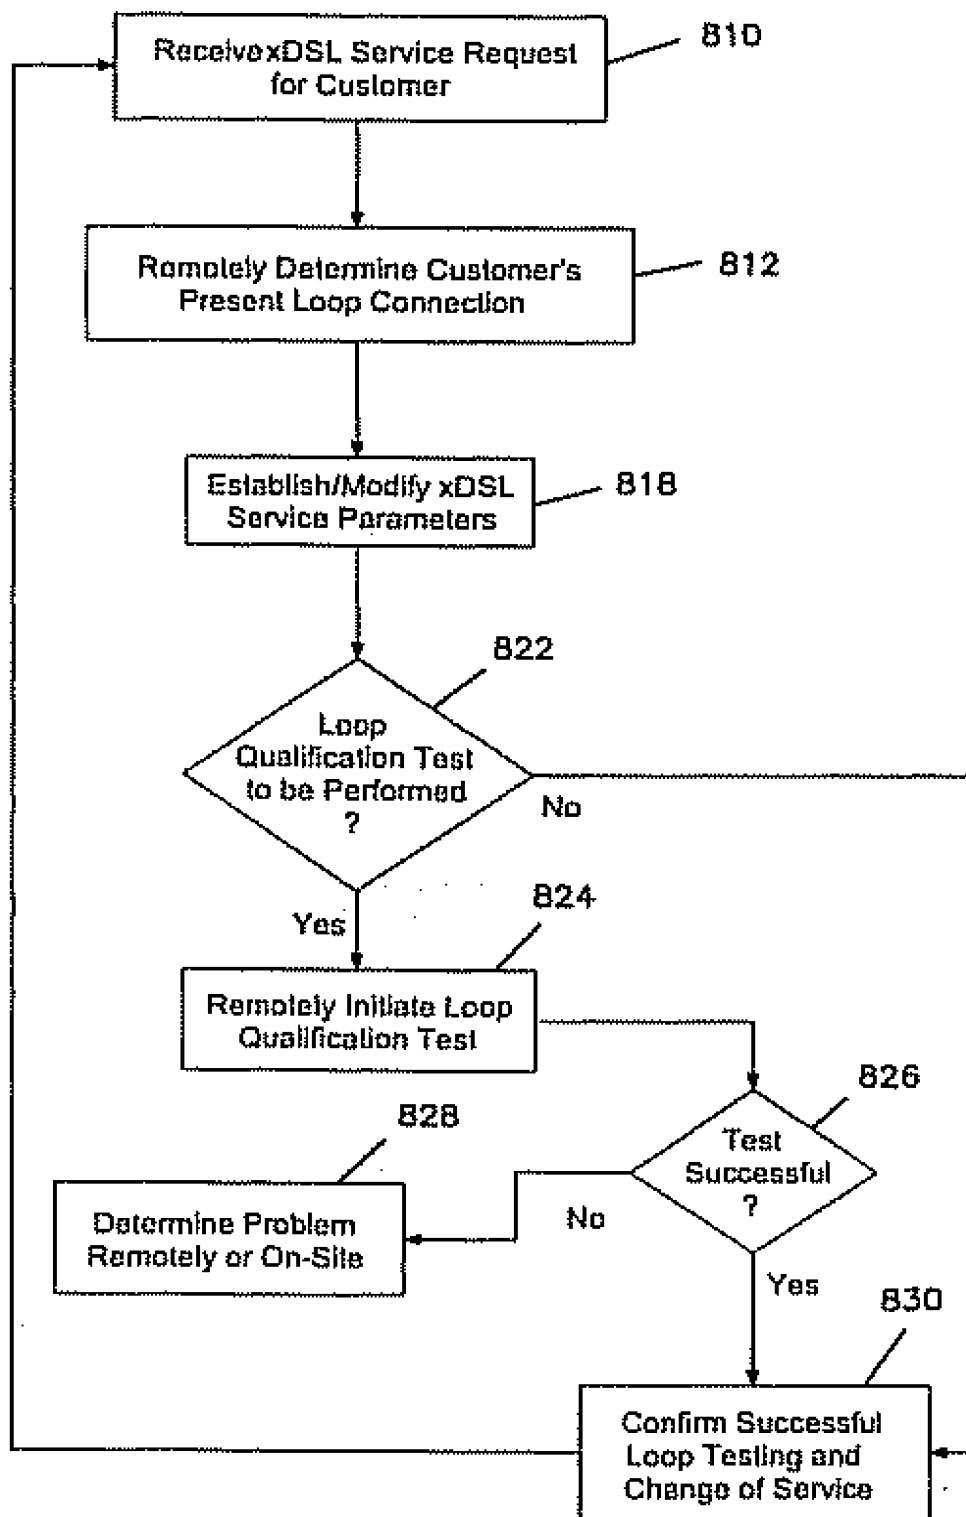 Receive xDSL Service Request
for Customer
810
Remotely Determine Customer's
Present Loop Connection
812
Establish/Modify xDSL
Service Parameters
818
822
Loop
Qualification Test
to be Performed
?
No
Yes
824
Remotely Initiate Loop
Qualification Test
826
Test
Successful
?
No
Yes
828
Determine Problem
Remotely or On-Site
830
Confirm Successful
Loop Testing and
Change of Service